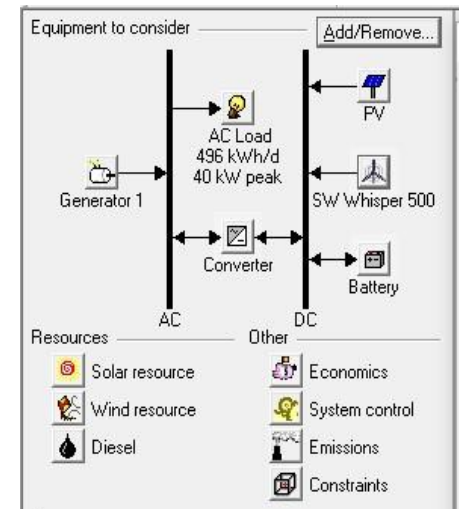 Equipment to consider
Add/Remove...
AC Load
496 kWh/d
40 kW peak
PV
Generator 1
SW Whisper 500
Converter
Battery
AC
DC
Resources
Other
Solar resource
Economics
Wind resource
System control
Diesel
Emissions
Constraints